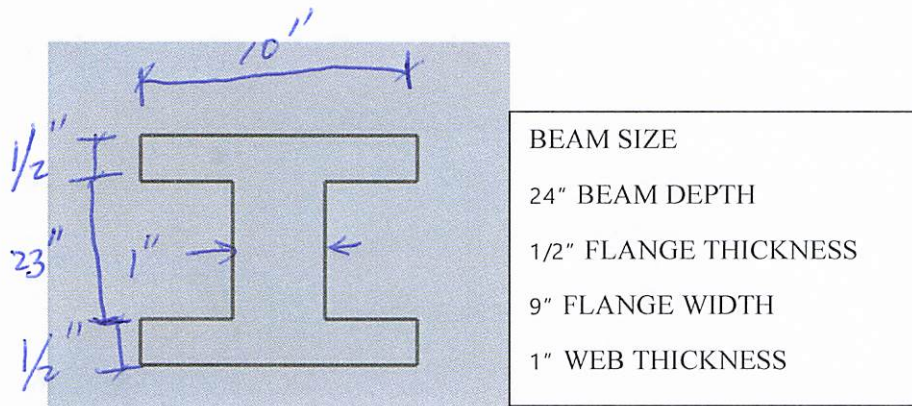 10"
1/2"
23"
1"
1/2"
BEAM SIZE
24" BEAM DEPTH
1/2" FLANGE THICKNESS
9" FLANGE WIDTH
1" WEB THICKNESS